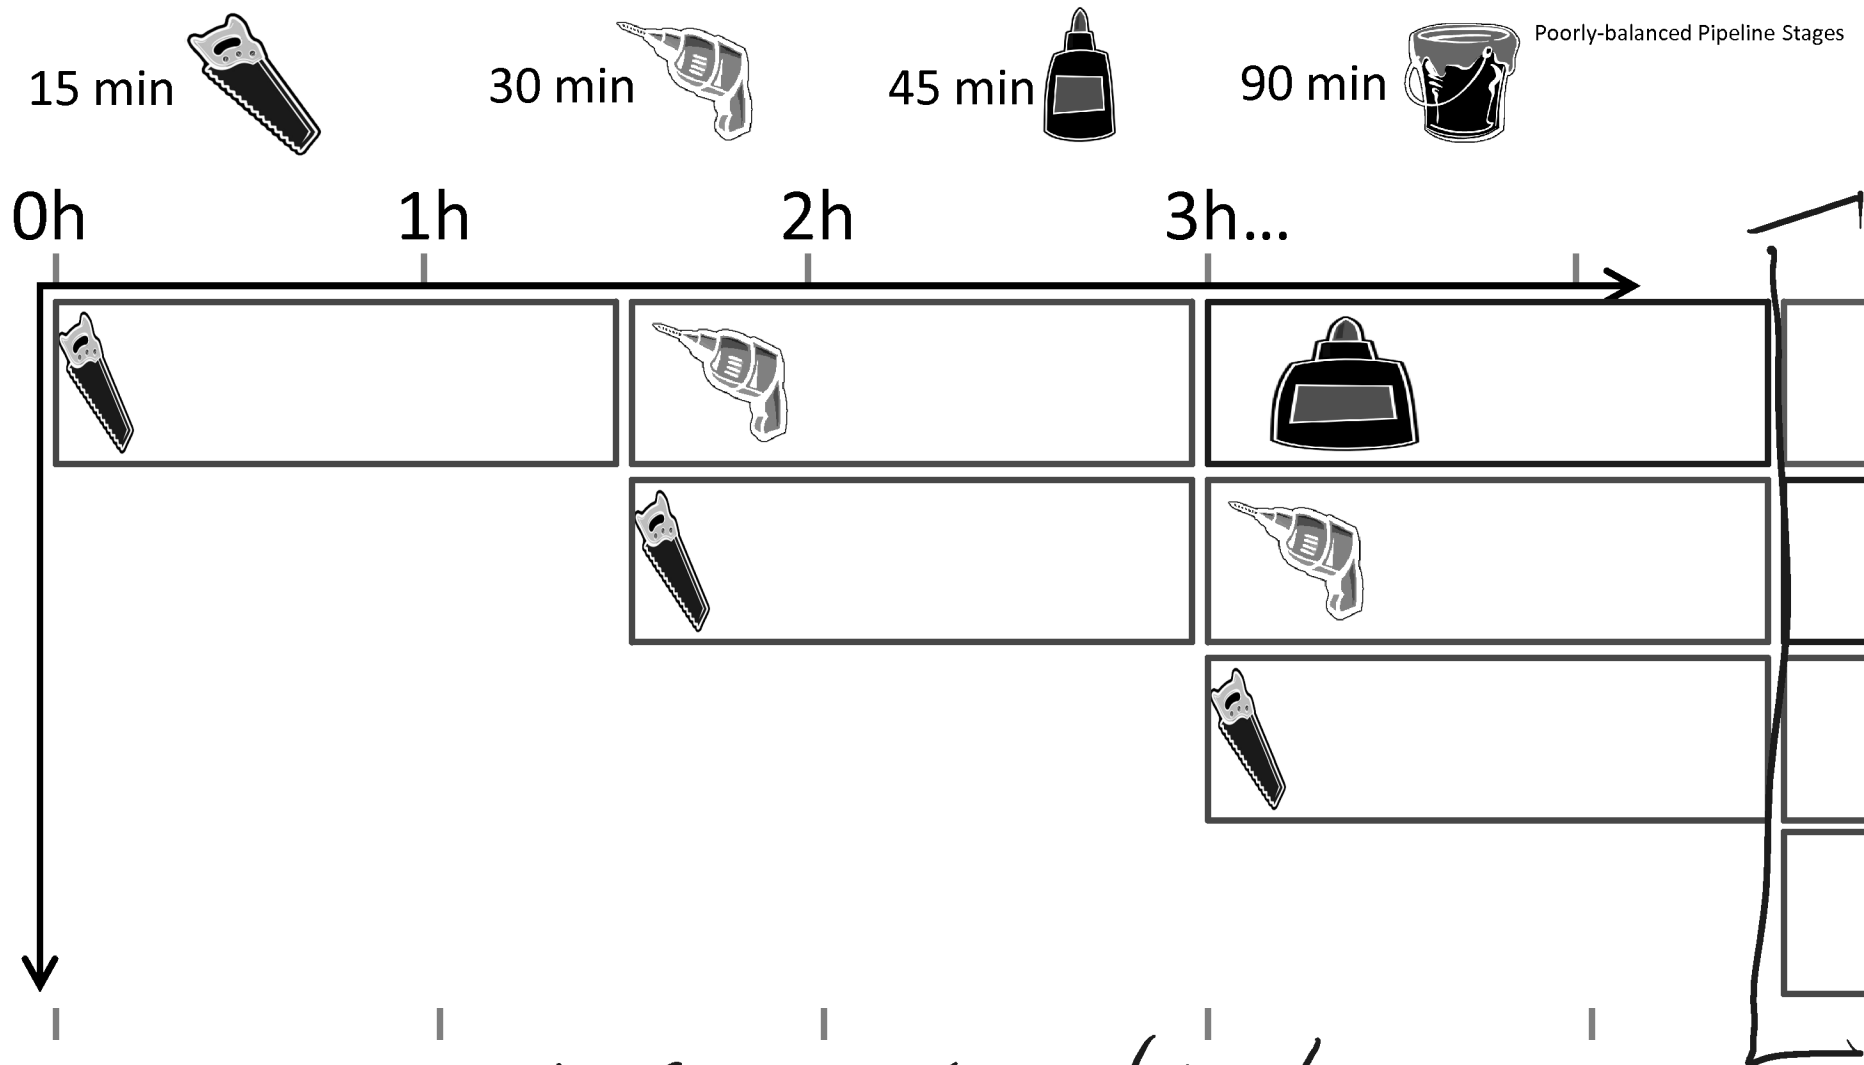 Poorly-balanced Pipeline Stages
15 min
30 min
45 min
90 min
0h
1h
2h
3h...